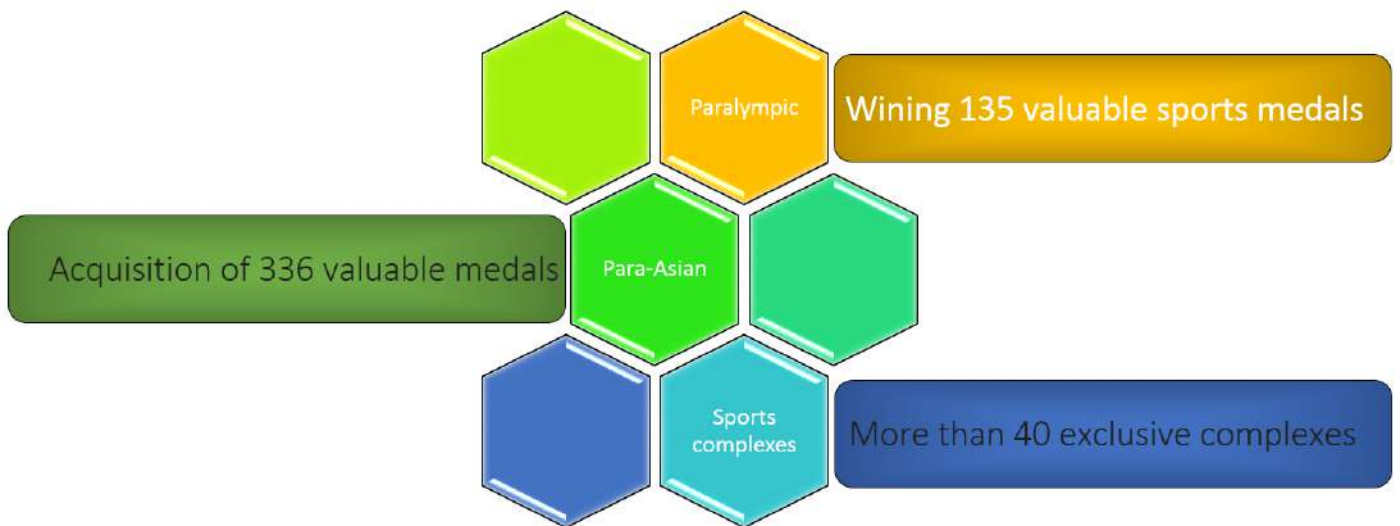 Paralympic
Wining 135 valuable sports medals
Acquisition of 336 valuable medals
Para-Asian
Sports
complexes
More than 40 exclusive complexes